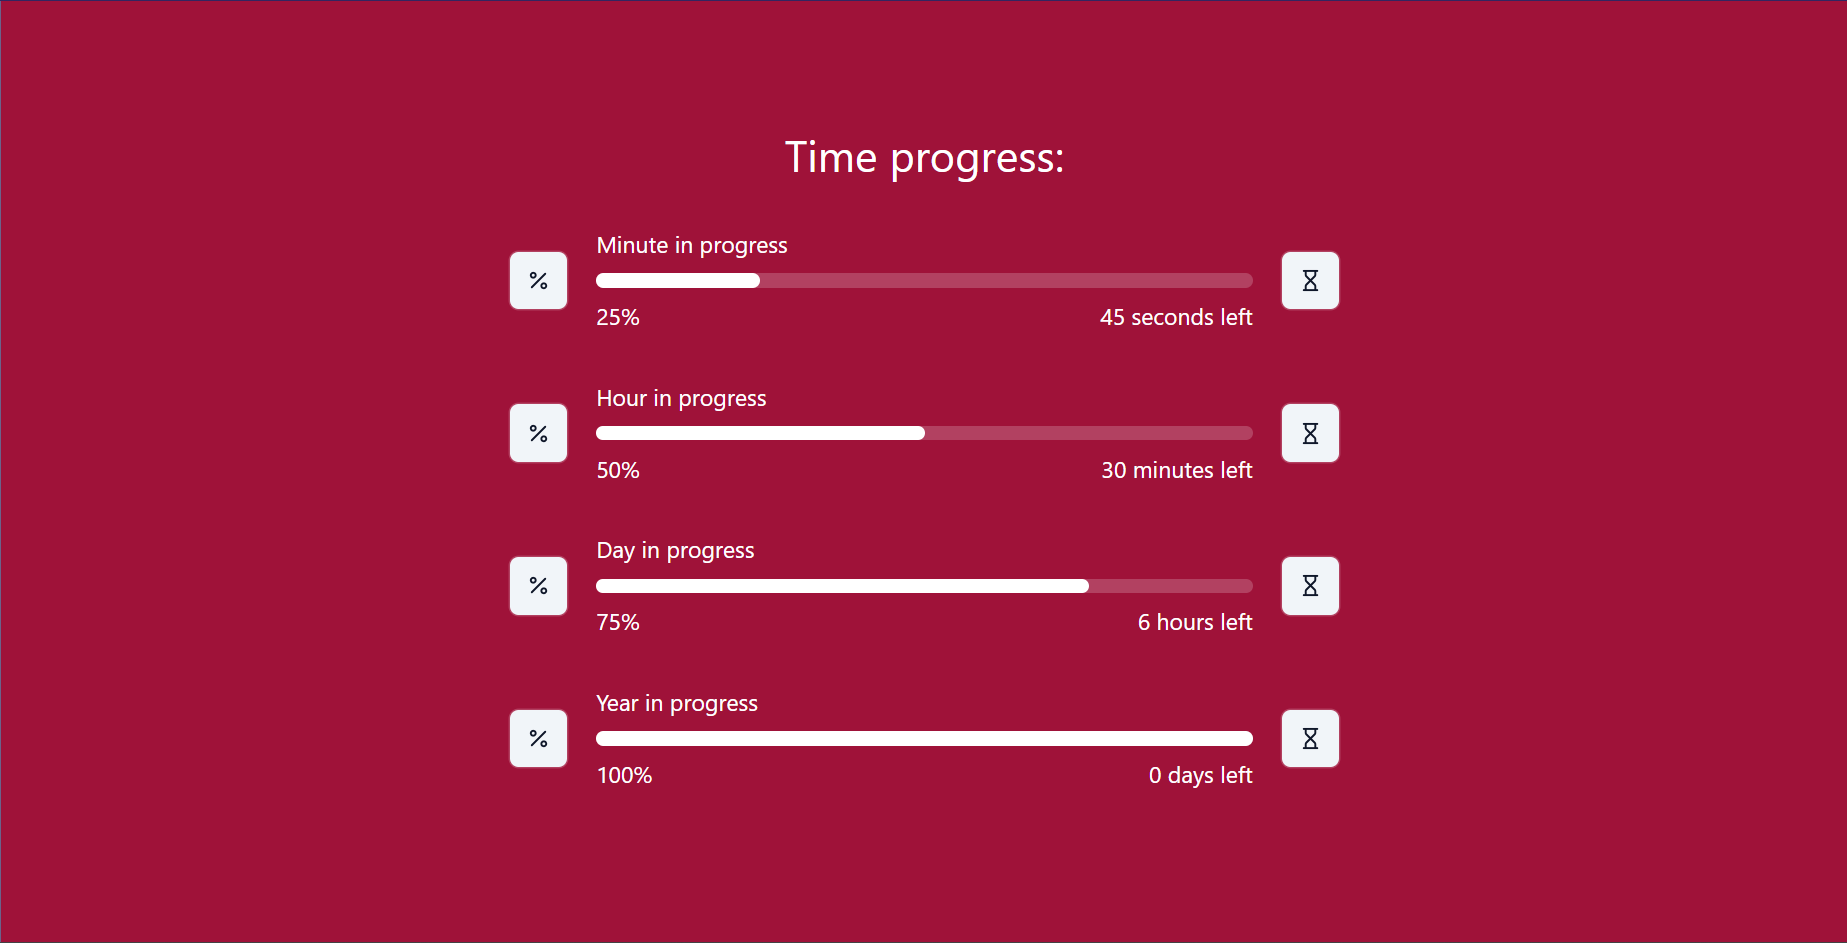 Time progress:
Minute in progress
25% 45 seconds left
Hour in progress
50% 30 minutes left
Day in progress
75% 6 hours left
Year in progress
100% 0 days left